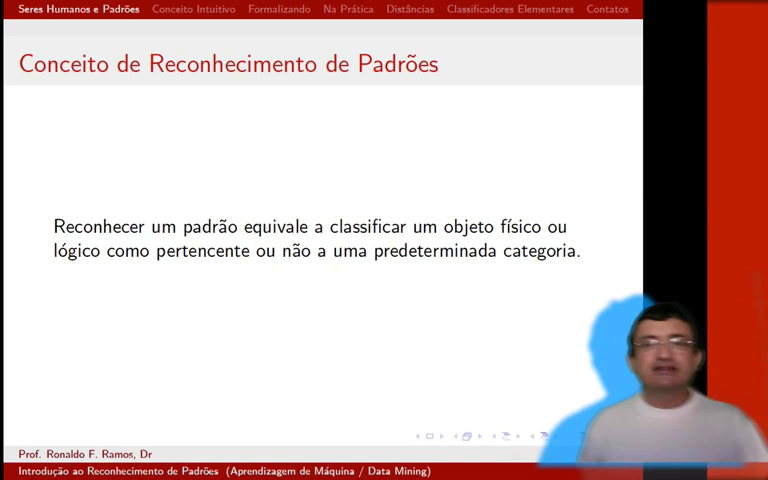 Seres Humanos e Padrões Conceito Intuitivo Formalizando Na Prática Distâncias Classificadores Elementares Contatos
Conceito de Reconhecimento de Padrões
Reconhecer um padrão equivale a classificar um objeto físico ou
lógico como pertencente ou não a uma predeterminada categoria.
Prof. Ronaldo F. Ramos, Dr
Introdução ao Reconhecimento de Padrões (Aprendizagem de Máquina / Data Mining)